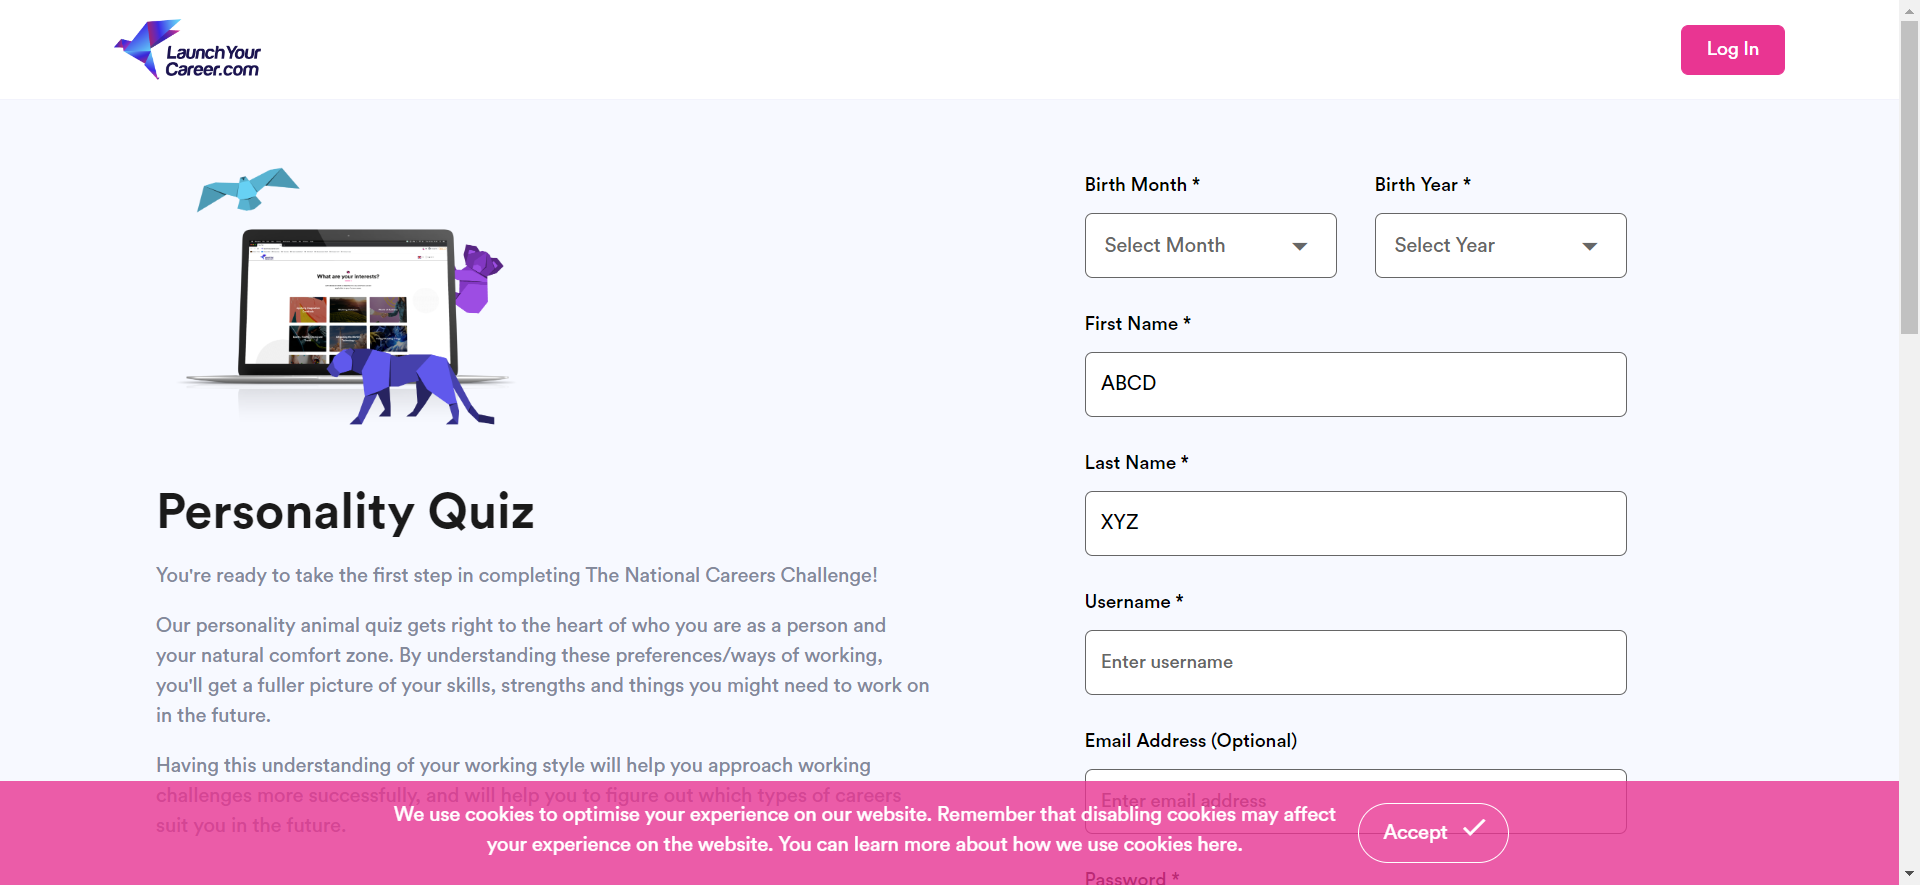 LaunchYour
Career.com
Log In
What are your interests?
Personality Quiz
You're ready to take the first step in completing The National Careers Challenge!
Our personality animal quiz gets right to the heart of who you are as a person and
your natural comfort zone. By understanding these preferences/ways of working,
you'll get a fuller picture of your skills, strengths and things you might need to work on
in the future.
Having this understanding of your working style will help you approach working
challenges more successfully, and will help you to figure out which types of careers
suit you in the future.
Birth Month *
Birth Year *
Select Month
Select Year
First Name *
ABCD
Last Name *
XYZ
Username *
Enter username
Email Address (Optional)
Enter email address
Password *
We use cookies to optimise your experience on our website. Remember that disabling cookies may affect
your experience on the website. You can learn more about how we use cookies here.
Accept